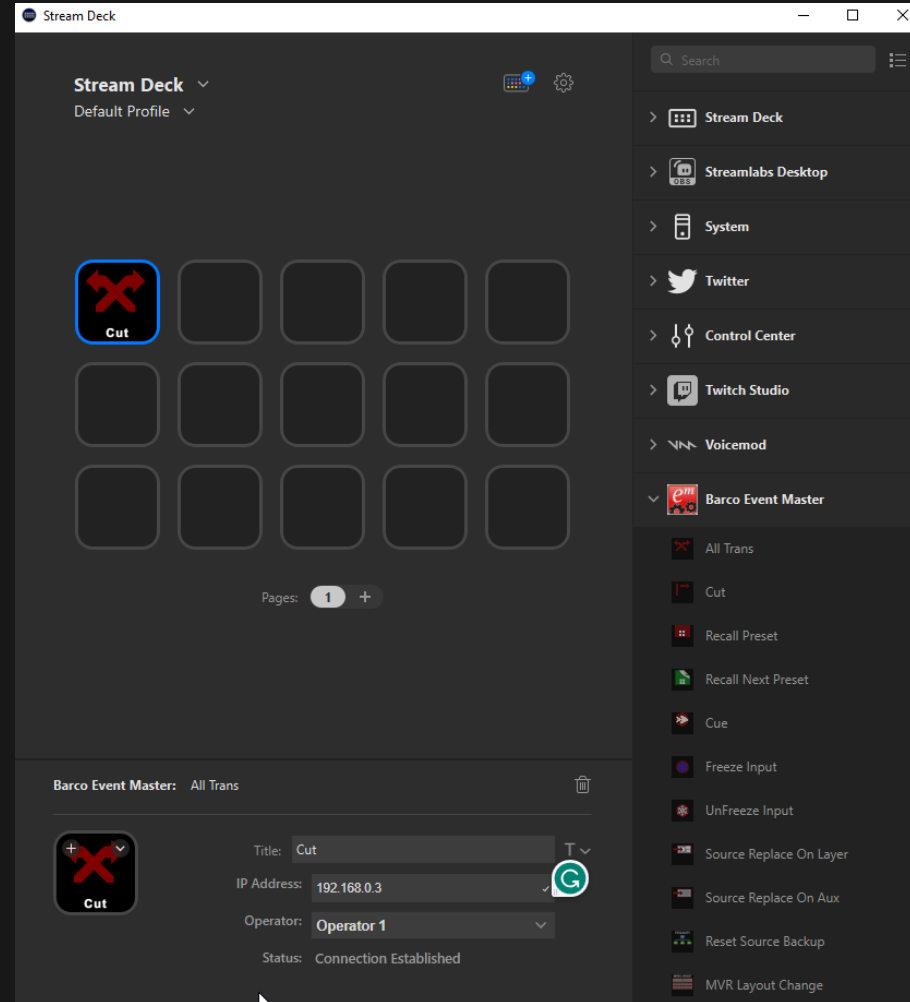 Stream Deck
Search
Stream Deck
Default Profile
Stream Deck
OBS
Streamlabs Desktop
System
Twitter
Cut
Control Center
Twitch Studio
Voicemod
em
Barco Event Master
All Trans
Pages: 1 +
Cut
Recall Preset
Recall Next Preset
Cue
Barco Event Master: All Trans
Freeze Input
UnFreeze Input
Title: Cut
T
Source Replace On Layer
IP Address: 192.168.0.3
G
Cut
Source Replace On Aux
Operator: Operator 1
Reset Source Backup
Status: Connection Established
MVR Layout Change